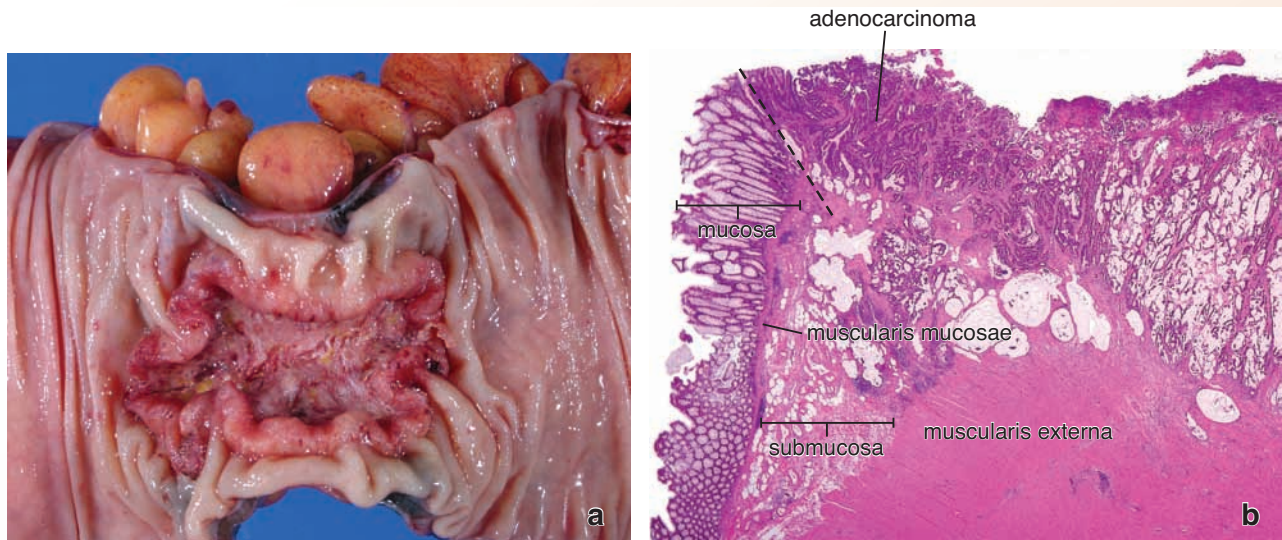 adenocarcinoma
mucosa
muscularis mucosae
submucosa
muscularis externa
a
b